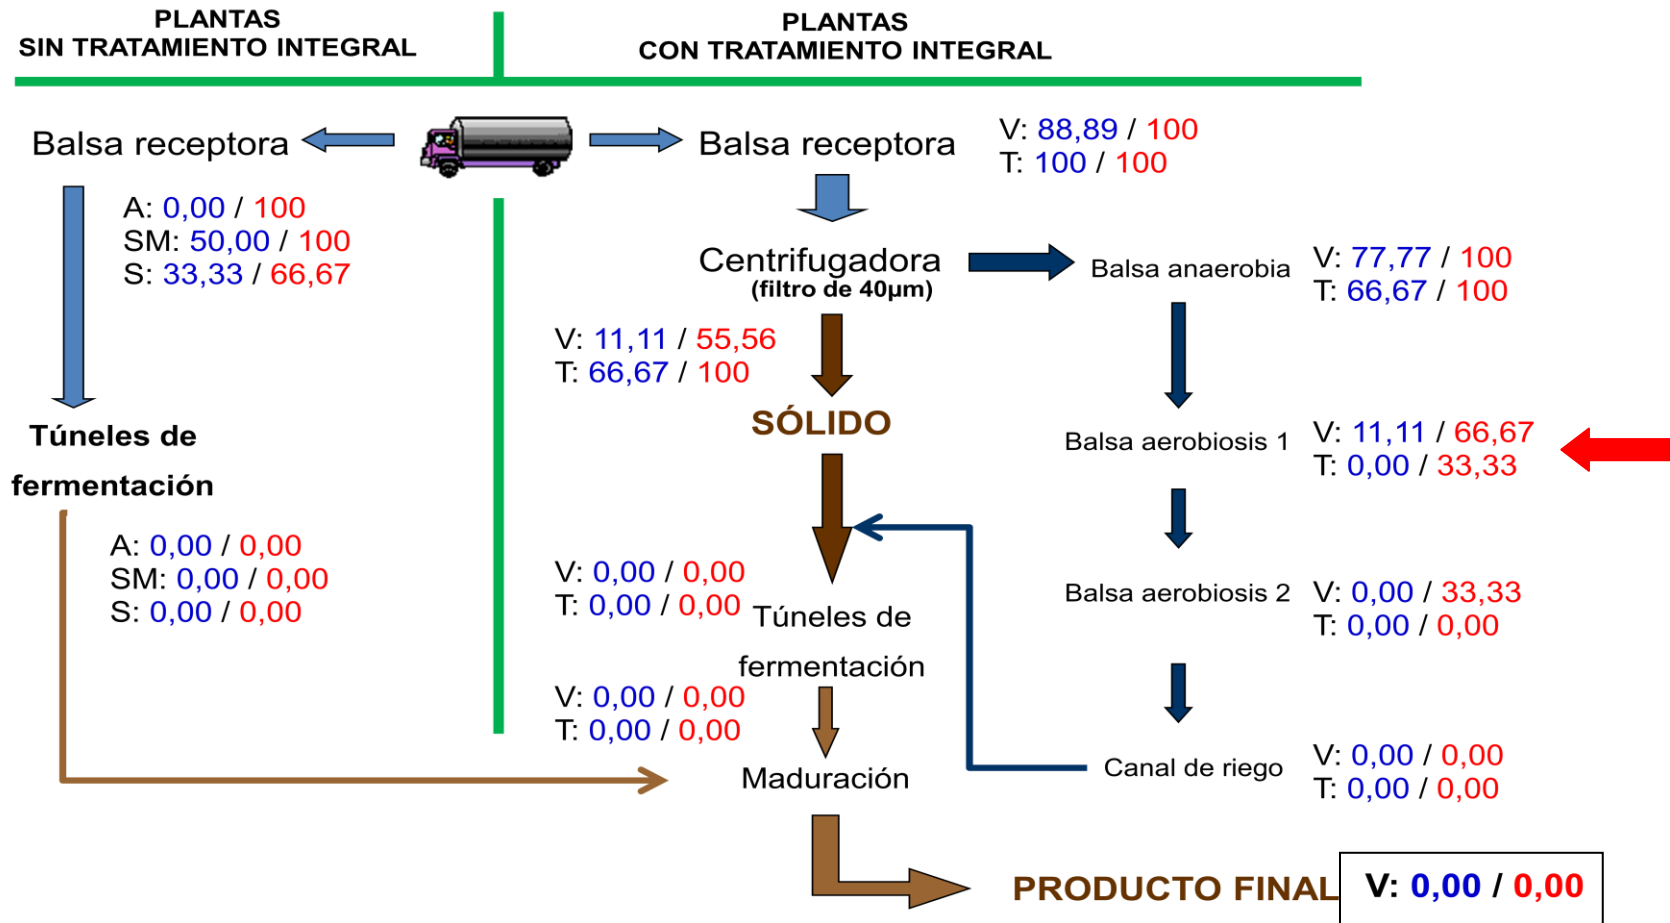 PLANTAS
SIN TRATAMIENTO INTEGRAL
PLANTAS
CON TRATAMIENTO INTEGRAL
Balsa receptora
A: 0,00 / 100
SM: 50,00 / 100
S: 33,33 / 66,67
Túneles de
fermentación
A: 0,00 / 0,00
SM: 0,00 / 0,00
S: 0,00 / 0,00
Balsa receptora
V: 88,89 / 100
T: 100 / 100
Centrifugadora
(filtro de 40µm)
V: 11,11 / 55,56
T: 66,67 / 100
SÓLIDO
V: 0,00 / 0,00
T: 0,00 / 0,00
Túneles de
fermentación
V: 0,00 / 0,00
T: 0,00 / 0,00
Maduración
Balsa anaerobia
V: 77,77 / 100
T: 66,67 / 100
Balsa aerobiosis 1
V: 11,11 / 66,67
T: 0,00 / 33,33
Balsa aerobiosis 2
V: 0,00 / 33,33
T: 0,00 / 0,00
Canal de riego
V: 0,00 / 0,00
T: 0,00 / 0,00
PRODUCTO FINAL
V: 0,00 / 0,00